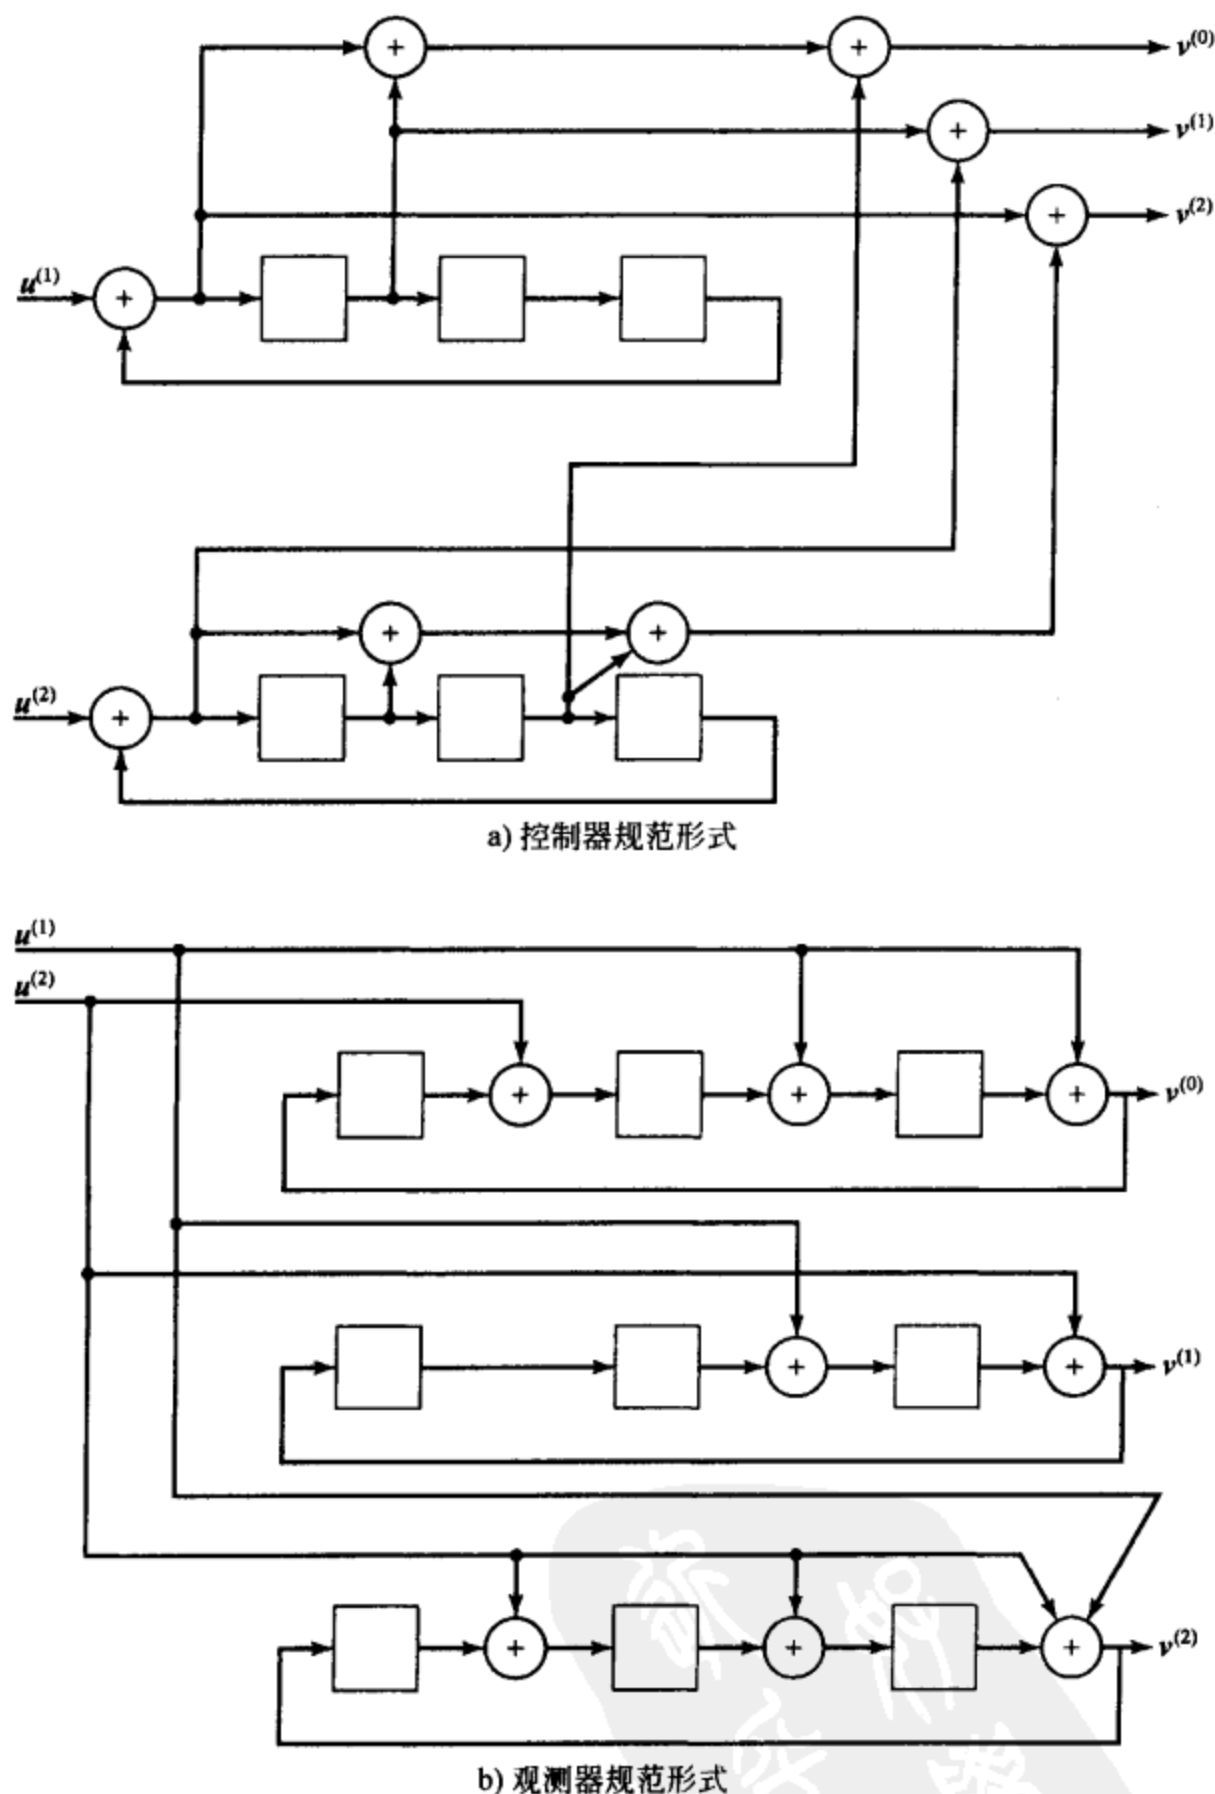 v(0)
+
+
v(1)
+
v(2)
+
u(1)
+
+
+
u(2)
+
a) 控制器规范形式
u(1)
u(2)
+
+
+
v(0)
+
+
v(1)
+
+
+
v(2)
b) 观测器规范形式